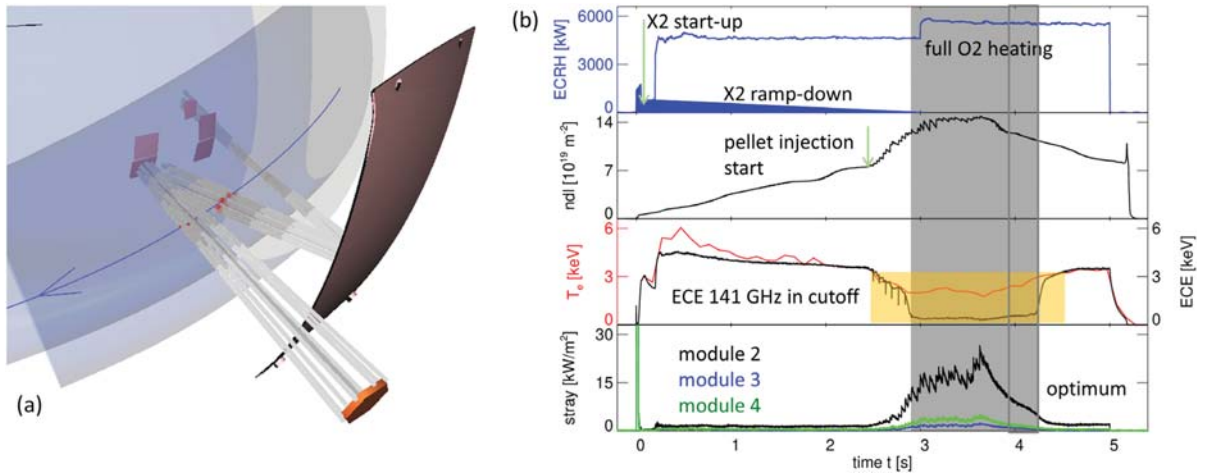 (a)
(b)
6000
3000
0
ECRH [kW]
X2 start-up
full O2 heating
X2 ramp-down
14
7
0
ndl [10¹⁹ m⁻²]
pellet injection
start
6
3
0
Tₑ [keV]
ECE 141 GHz in cutoff
6
3
0
ECE [keV]
30
15
0
stray [kW/m²]
module 2
module 3
module 4
optimum
0 1 2 3 4 5
time t [s]